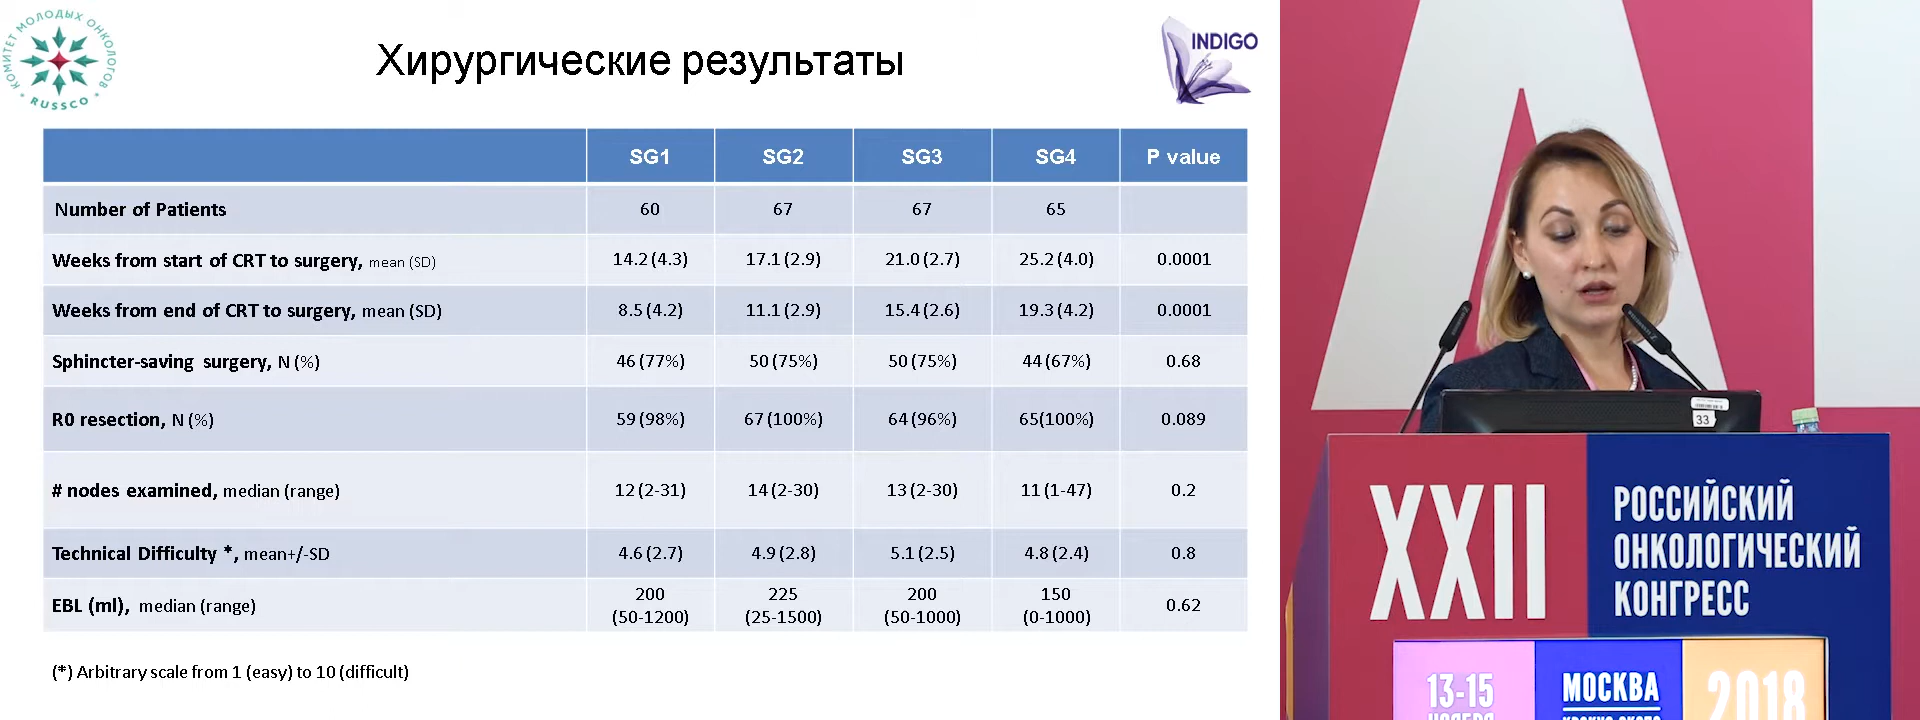 КОМИТЕТ МОЛОДЫХ ОНКОЛОГОВ
RUSSCO
Хирургические результаты
INDIGO
SG1 SG2 SG3 SG4 P value
Number of Patients 60 67 67 65
Weeks from start of CRT to surgery, mean (SD) 14.2 (4.3) 17.1 (2.9) 21.0 (2.7) 25.2 (4.0) 0.0001
Weeks from end of CRT to surgery, mean (SD) 8.5 (4.2) 11.1 (2.9) 15.4 (2.6) 19.3 (4.2) 0.0001
Sphincter-saving surgery, N (%) 46 (77%) 50 (75%) 50 (75%) 44 (67%) 0.68
R0 resection, N (%) 59 (98%) 67 (100%) 64 (96%) 65(100%) 0.089
# nodes examined, median (range) 12 (2-31) 14 (2-30) 13 (2-30) 11 (1-47) 0.2
Technical Difficulty *, mean+/-SD 4.6 (2.7) 4.9 (2.8) 5.1 (2.5) 4.8 (2.4) 0.8
EBL (ml), median (range) 200 225 200 150 0.62
(50-1200) (25-1500) (50-1000) (0-1000)
(*) Arbitrary scale from 1 (easy) to 10 (difficult)
33
XXII
РОССИЙСКИЙ
ОНКОЛОГИЧЕСКИЙ
КОНГРЕСС
13-15
НОЯБРЯ
МОСКВА
2018